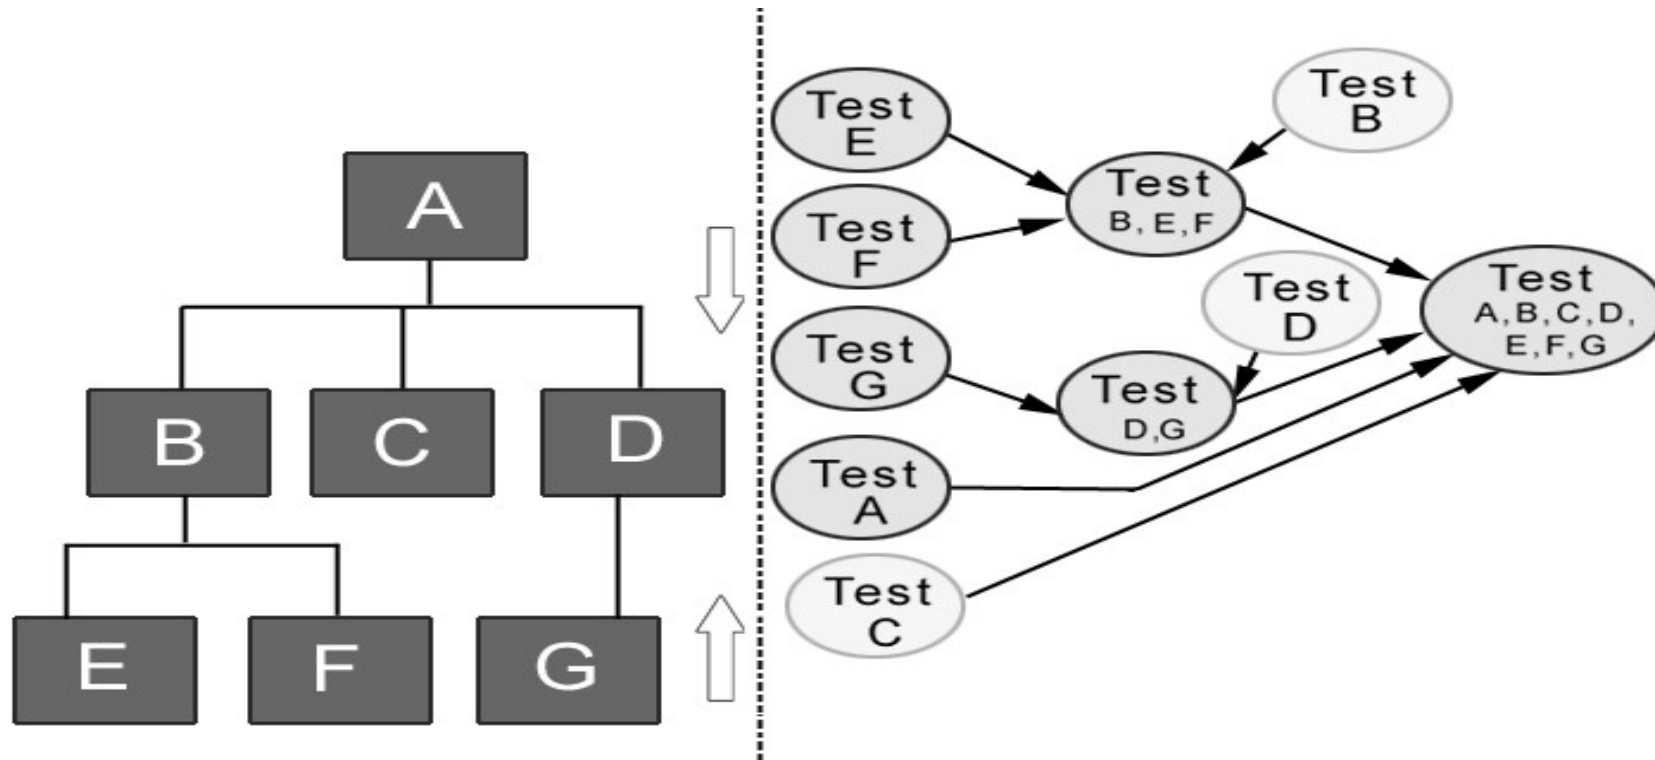 A
B
C
D
E
F
G
Test
E
Test
F
Test
G
Test
A
Test
C
Test
B, E, F
Test
B
Test
D
Test
D,G
Test
A, B, C, D,
E, F, G